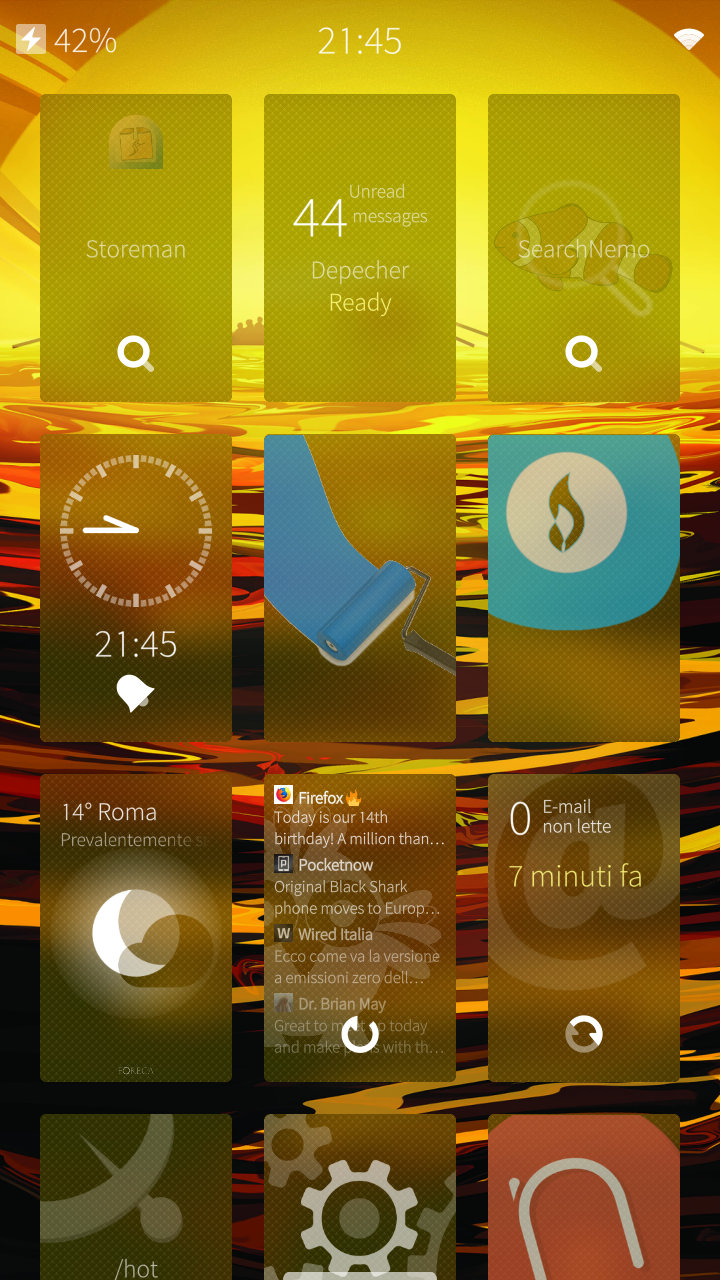 42%
21:45
Storeman
44
Unread
messages
Depecher
Ready
SearchNemo
21:45
14° Roma
Prevalentemente
FORECA
Firefox🔥
Today is our 14th
birthday! A million than…
Pocketnow
Original Black Shark
phone moves to Europ…
Wired Italia
Ecco come va la versione
a emissioni zero dell…
Dr. Brian May
Great to meet up today
and make plans with th…
0
E-mail
non lette
7 minuti fa
/hot